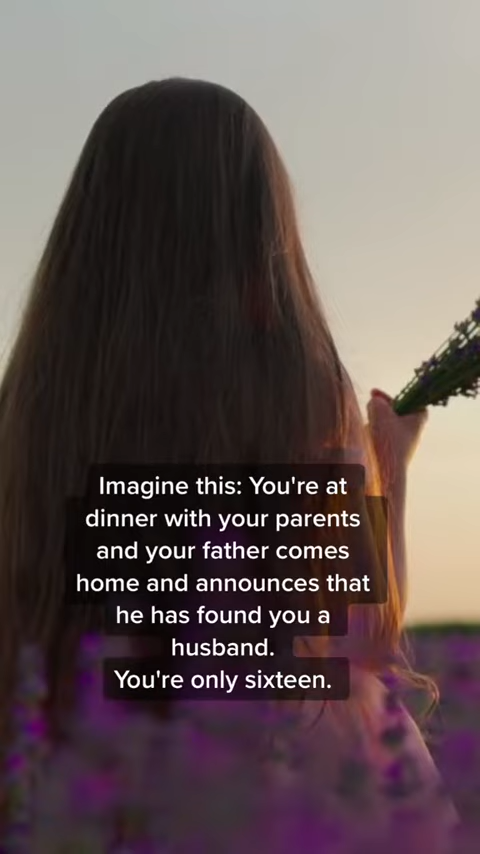 Imagine this: You're at
dinner with your parents
and your father comes
home and announces that
he has found you a
husband.
You're only sixteen.